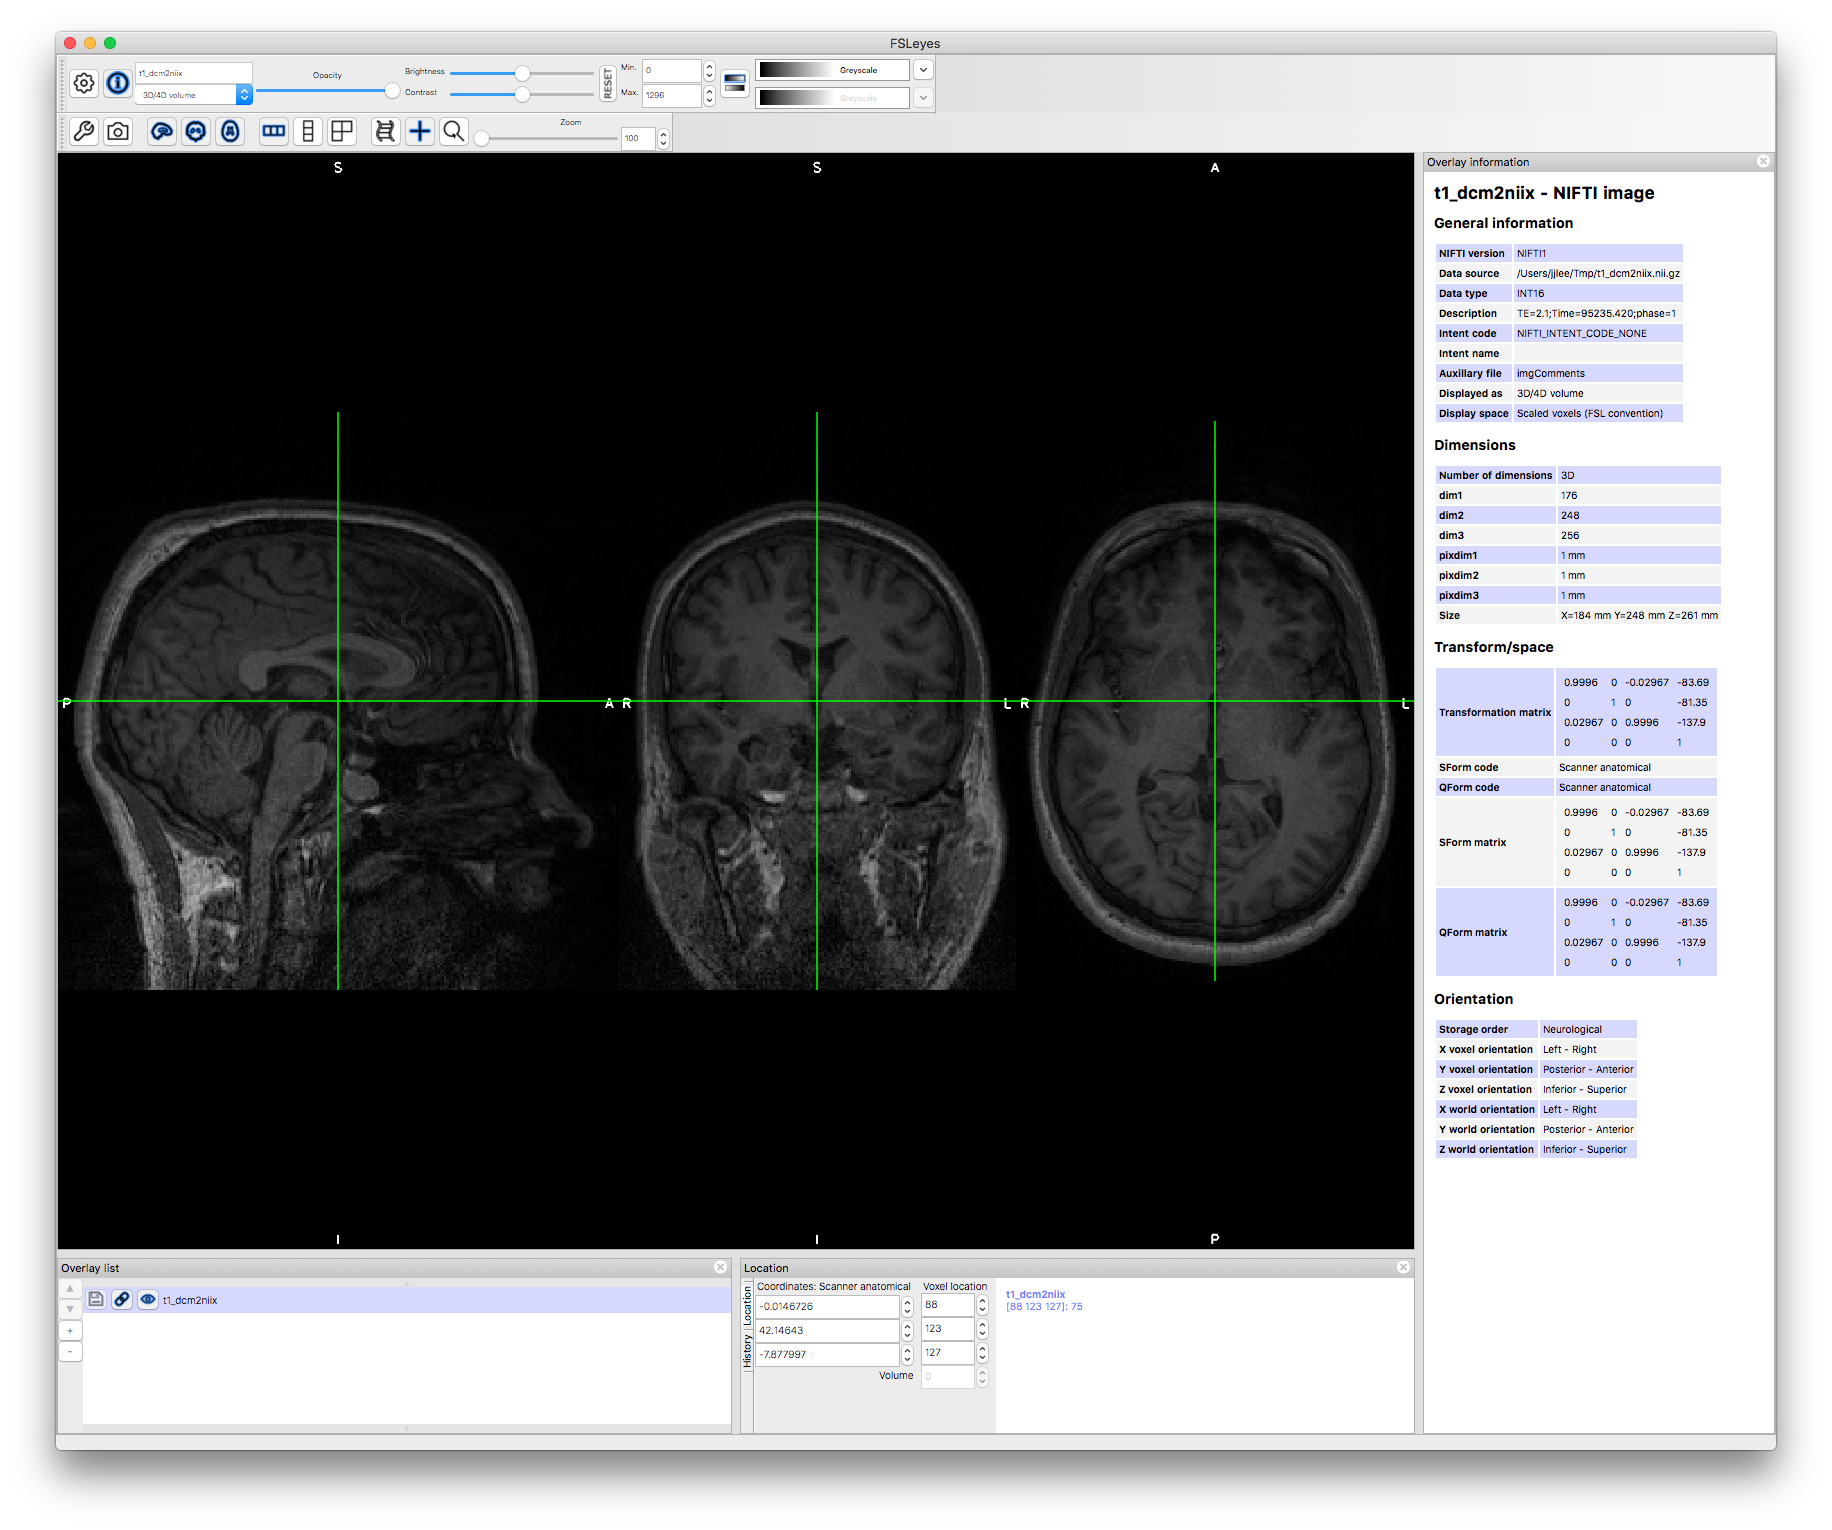 FSLeyes
t1_dcm2niix
3D/4D volume
Opacity
Brightness
Contrast
RESET
Min. 0
Max. 1296
Greyscale
Greyscale
Zoom
100
S S A
P A R L R L
I I P
Overlay list
t1_dcm2niix
+
-
Location
Location
History
Coordinates: Scanner anatomical Voxel location
-0.0146726 88
42.14643 123
-7.877997 127
Volume 0
t1_dcm2niix
[88 123 127]: 75
Overlay information
t1_dcm2niix - NIFTI image
General information
NIFTI version NIFTI1
Data source /Users/jjlee/Tmp/t1_dcm2niix.nii.gz
Data type INT16
Description TE=2.1;Time=95235.420;phase=1
Intent code NIFTI_INTENT_CODE_NONE
Intent name
Auxillary file imgComments
Displayed as 3D/4D volume
Display space Scaled voxels (FSL convention)
Dimensions
Number of dimensions 3D
dim1 176
dim2 248
dim3 256
pixdim1 1 mm
pixdim2 1 mm
pixdim3 1 mm
Size X=184 mm Y=248 mm Z=261 mm
Transform/space
Transformation matrix
0.9996 0 -0.02967 -83.69
0 1 0 -81.35
0.02967 0 0.9996 -137.9
0 0 0 1
SForm code Scanner anatomical
QForm code Scanner anatomical
SForm matrix
0.9996 0 -0.02967 -83.69
0 1 0 -81.35
0.02967 0 0.9996 -137.9
0 0 0 1
QForm matrix
0.9996 0 -0.02967 -83.69
0 1 0 -81.35
0.02967 0 0.9996 -137.9
0 0 0 1
Orientation
Storage order Neurological
X voxel orientation Left - Right
Y voxel orientation Posterior - Anterior
Z voxel orientation Inferior - Superior
X world orientation Left - Right
Y world orientation Posterior - Anterior
Z world orientation Inferior - Superior